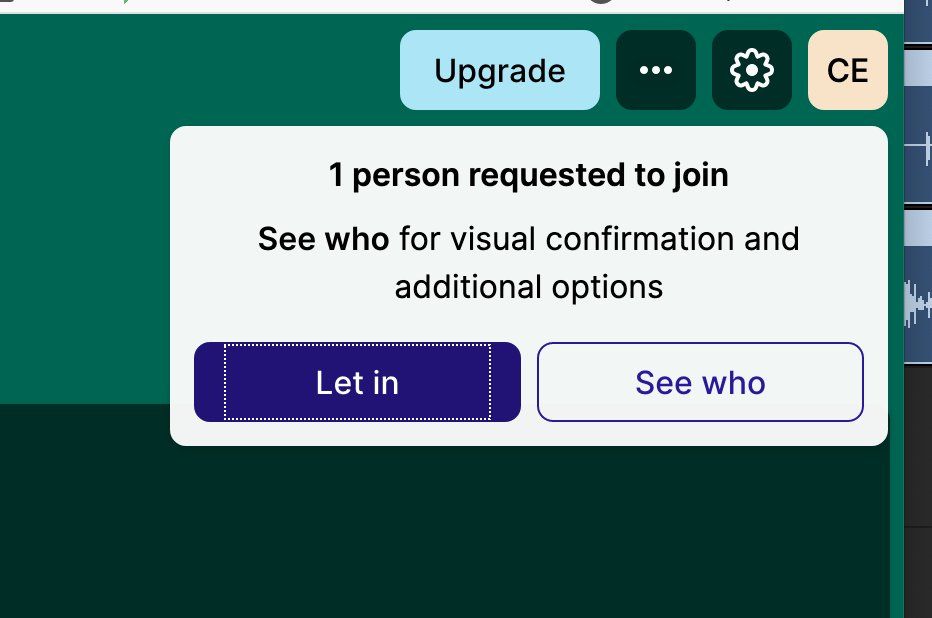 Upgrade
CE
1 person requested to join
See who for visual confirmation and
additional options
Let in
See who